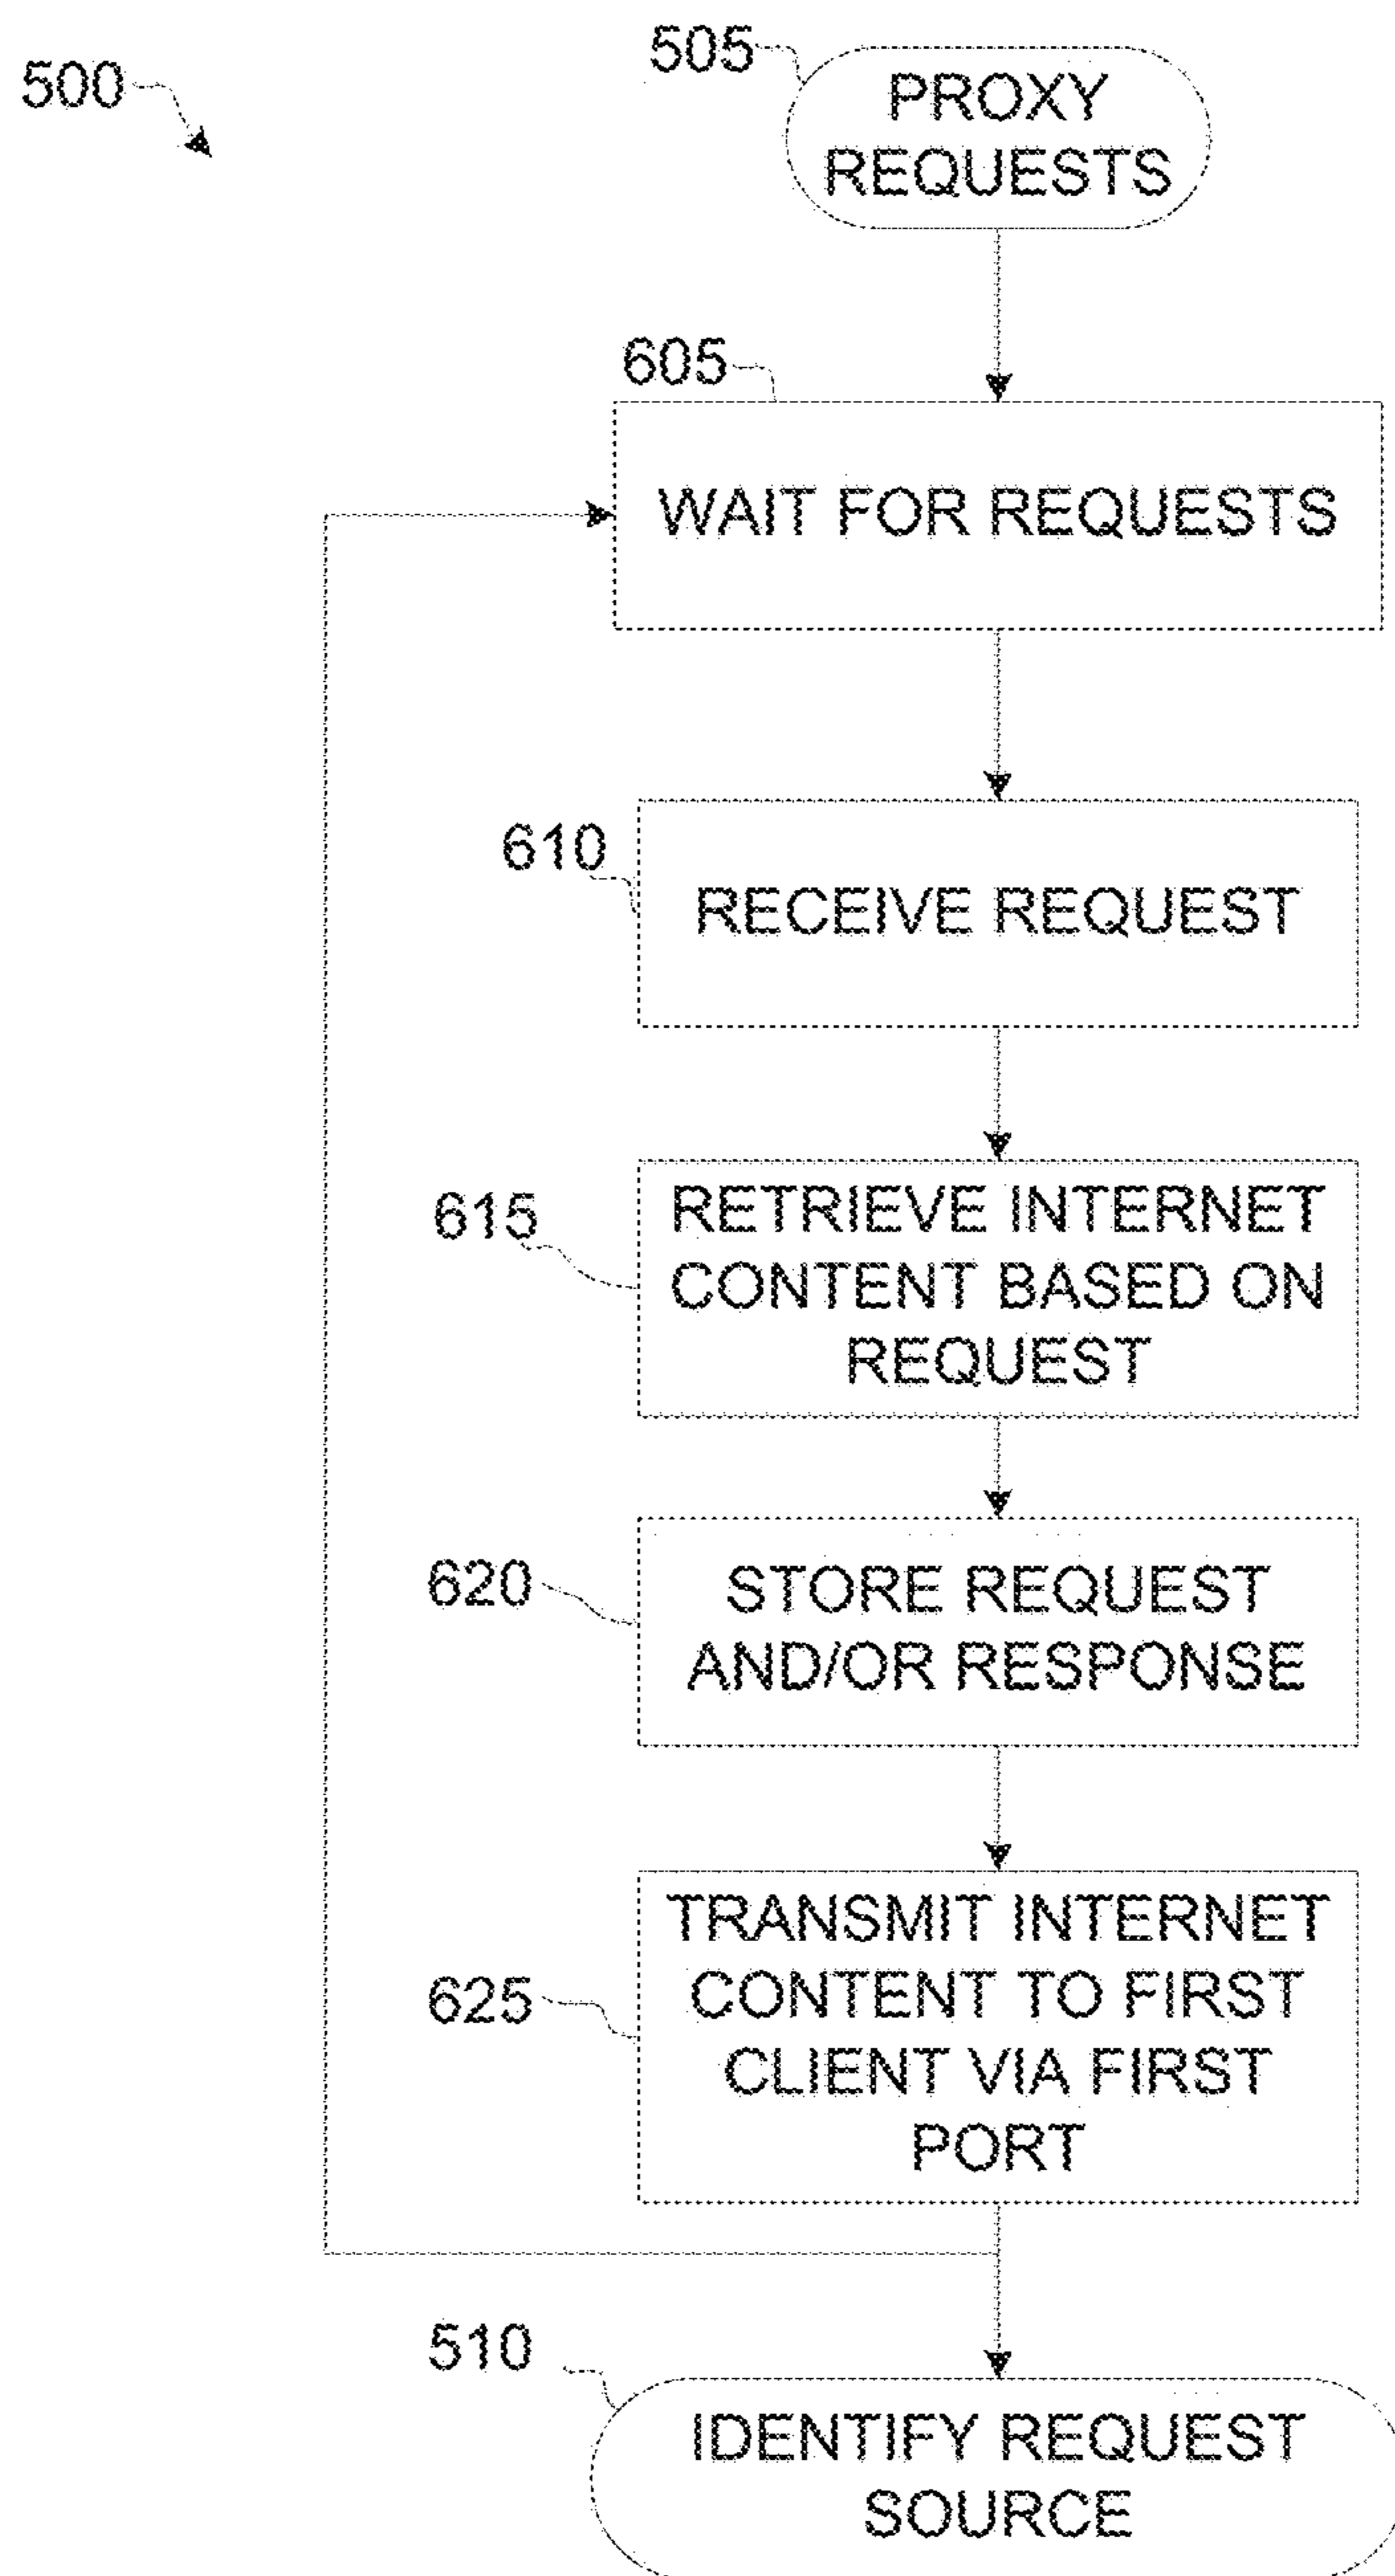 500
505
PROXY
REQUESTS
605
WAIT FOR REQUESTS
610
RECEIVE REQUEST
615
RETRIEVE INTERNET
CONTENT BASED ON
REQUEST
620
STORE REQUEST
AND/OR RESPONSE
625
TRANSMIT INTERNET
CONTENT TO FIRST
CLIENT VIA FIRST
PORT
510
IDENTIFY REQUEST
SOURCE